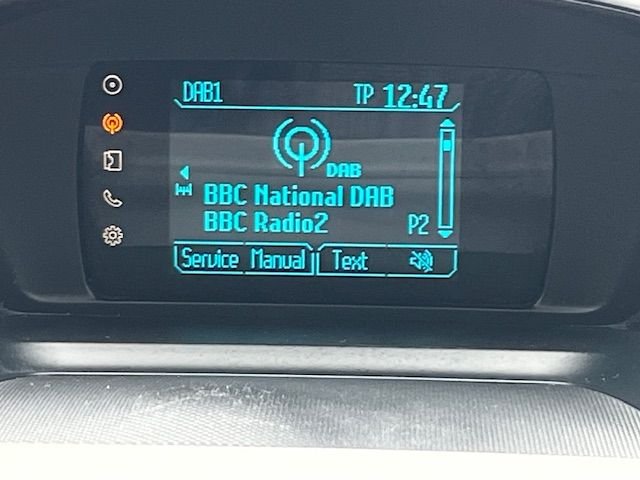 DAB1 TP 12:47
DAB
BBC National DAB
BBC Radio2 P2
Service Manual Text